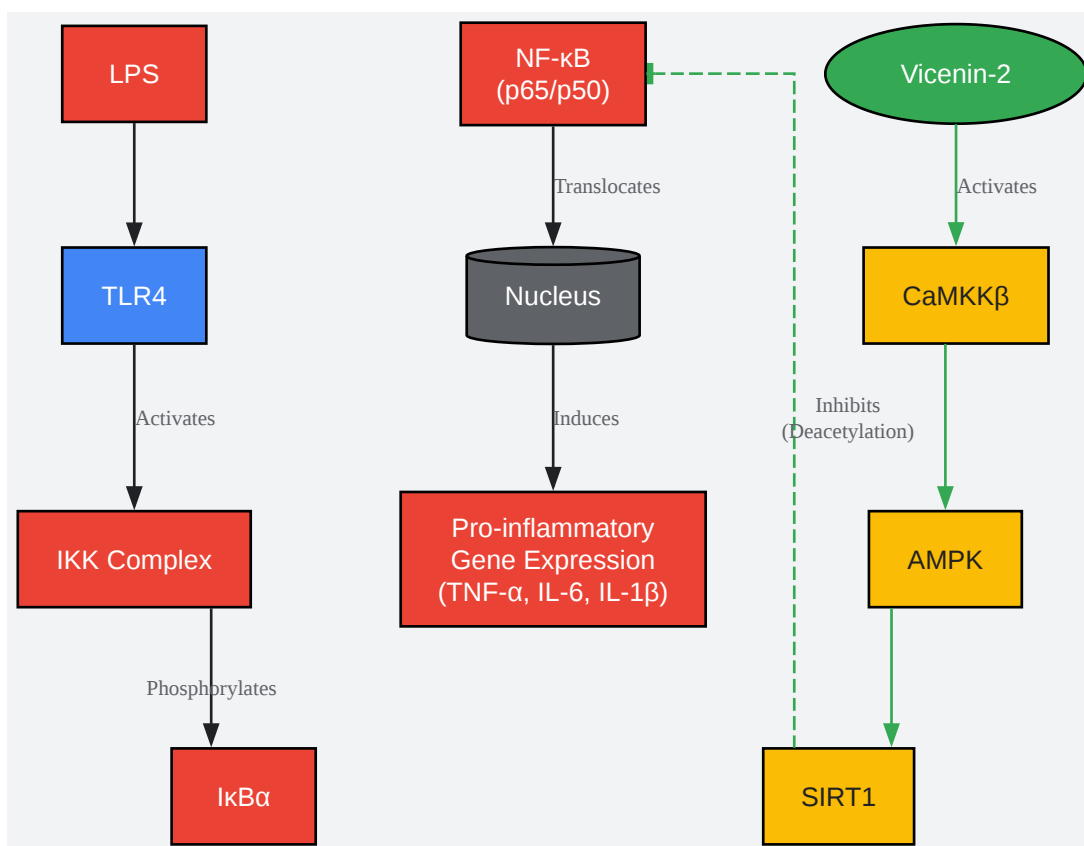 LPS
TLR4
Activates
IKK Complex
Phosphorylates
IκBα
NF-κB
(p65/p50)
Translocates
Nucleus
Induces
Pro-inflammatory
Gene Expression
(TNF-α, IL-6, IL-1β)
Vicenin-2
Activates
CaMKKβ
Inhibits
(Deacetylation)
AMPK
SIRT1